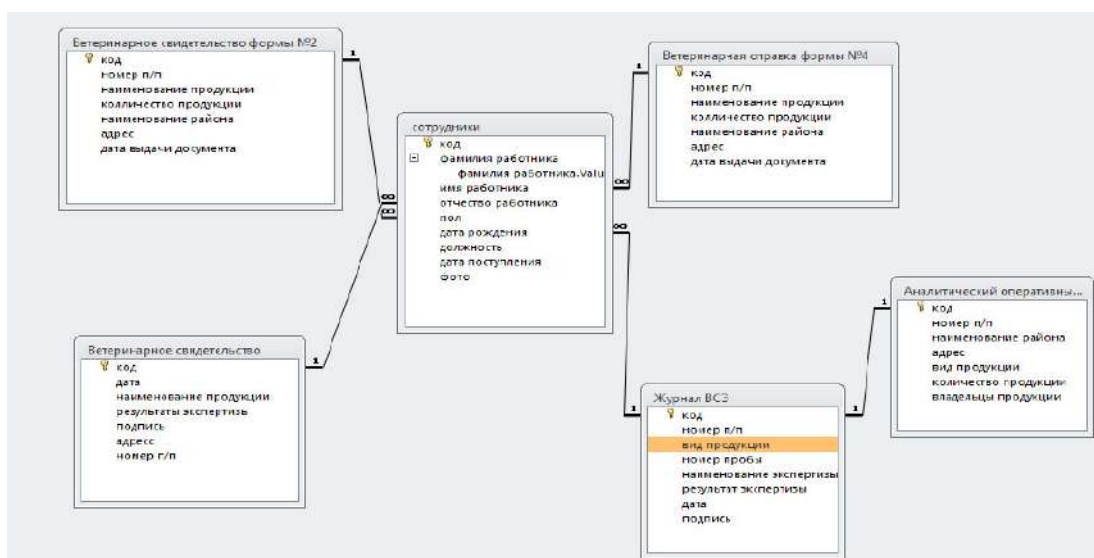 Ветеринарное свидетельство формы №2
код
номер п/п
наименование продукции
колличество продукции
наименование района
адрес
дата выдачи документа
1
∞
∞
сотрудники
код
фамилия работника
фамилия работника.Valu
имя работника
отчество работника
пол
дата рождения
должность
дата поступления
фото
1
∞
∞
Ветеринарная справка формы №4
код
номер п/п
наименование продукции
колличество продукции
наименование района
адрес
дата выдачи документа
Ветеринарное свидетельство
код
дата
наименование продукции
результаты экспертизь
подпись
адресс
номер п/п
1
Журнал ВСЭ
код
номер п/п
вид продукции
номер пробы
наименование экспертизы
результат экспертизы
дата
подпись
1
1
Аналитический оперативны...
код
номер п/п
наименование района
адрес
вид продукции
количество продукции
владельцы продукции
1